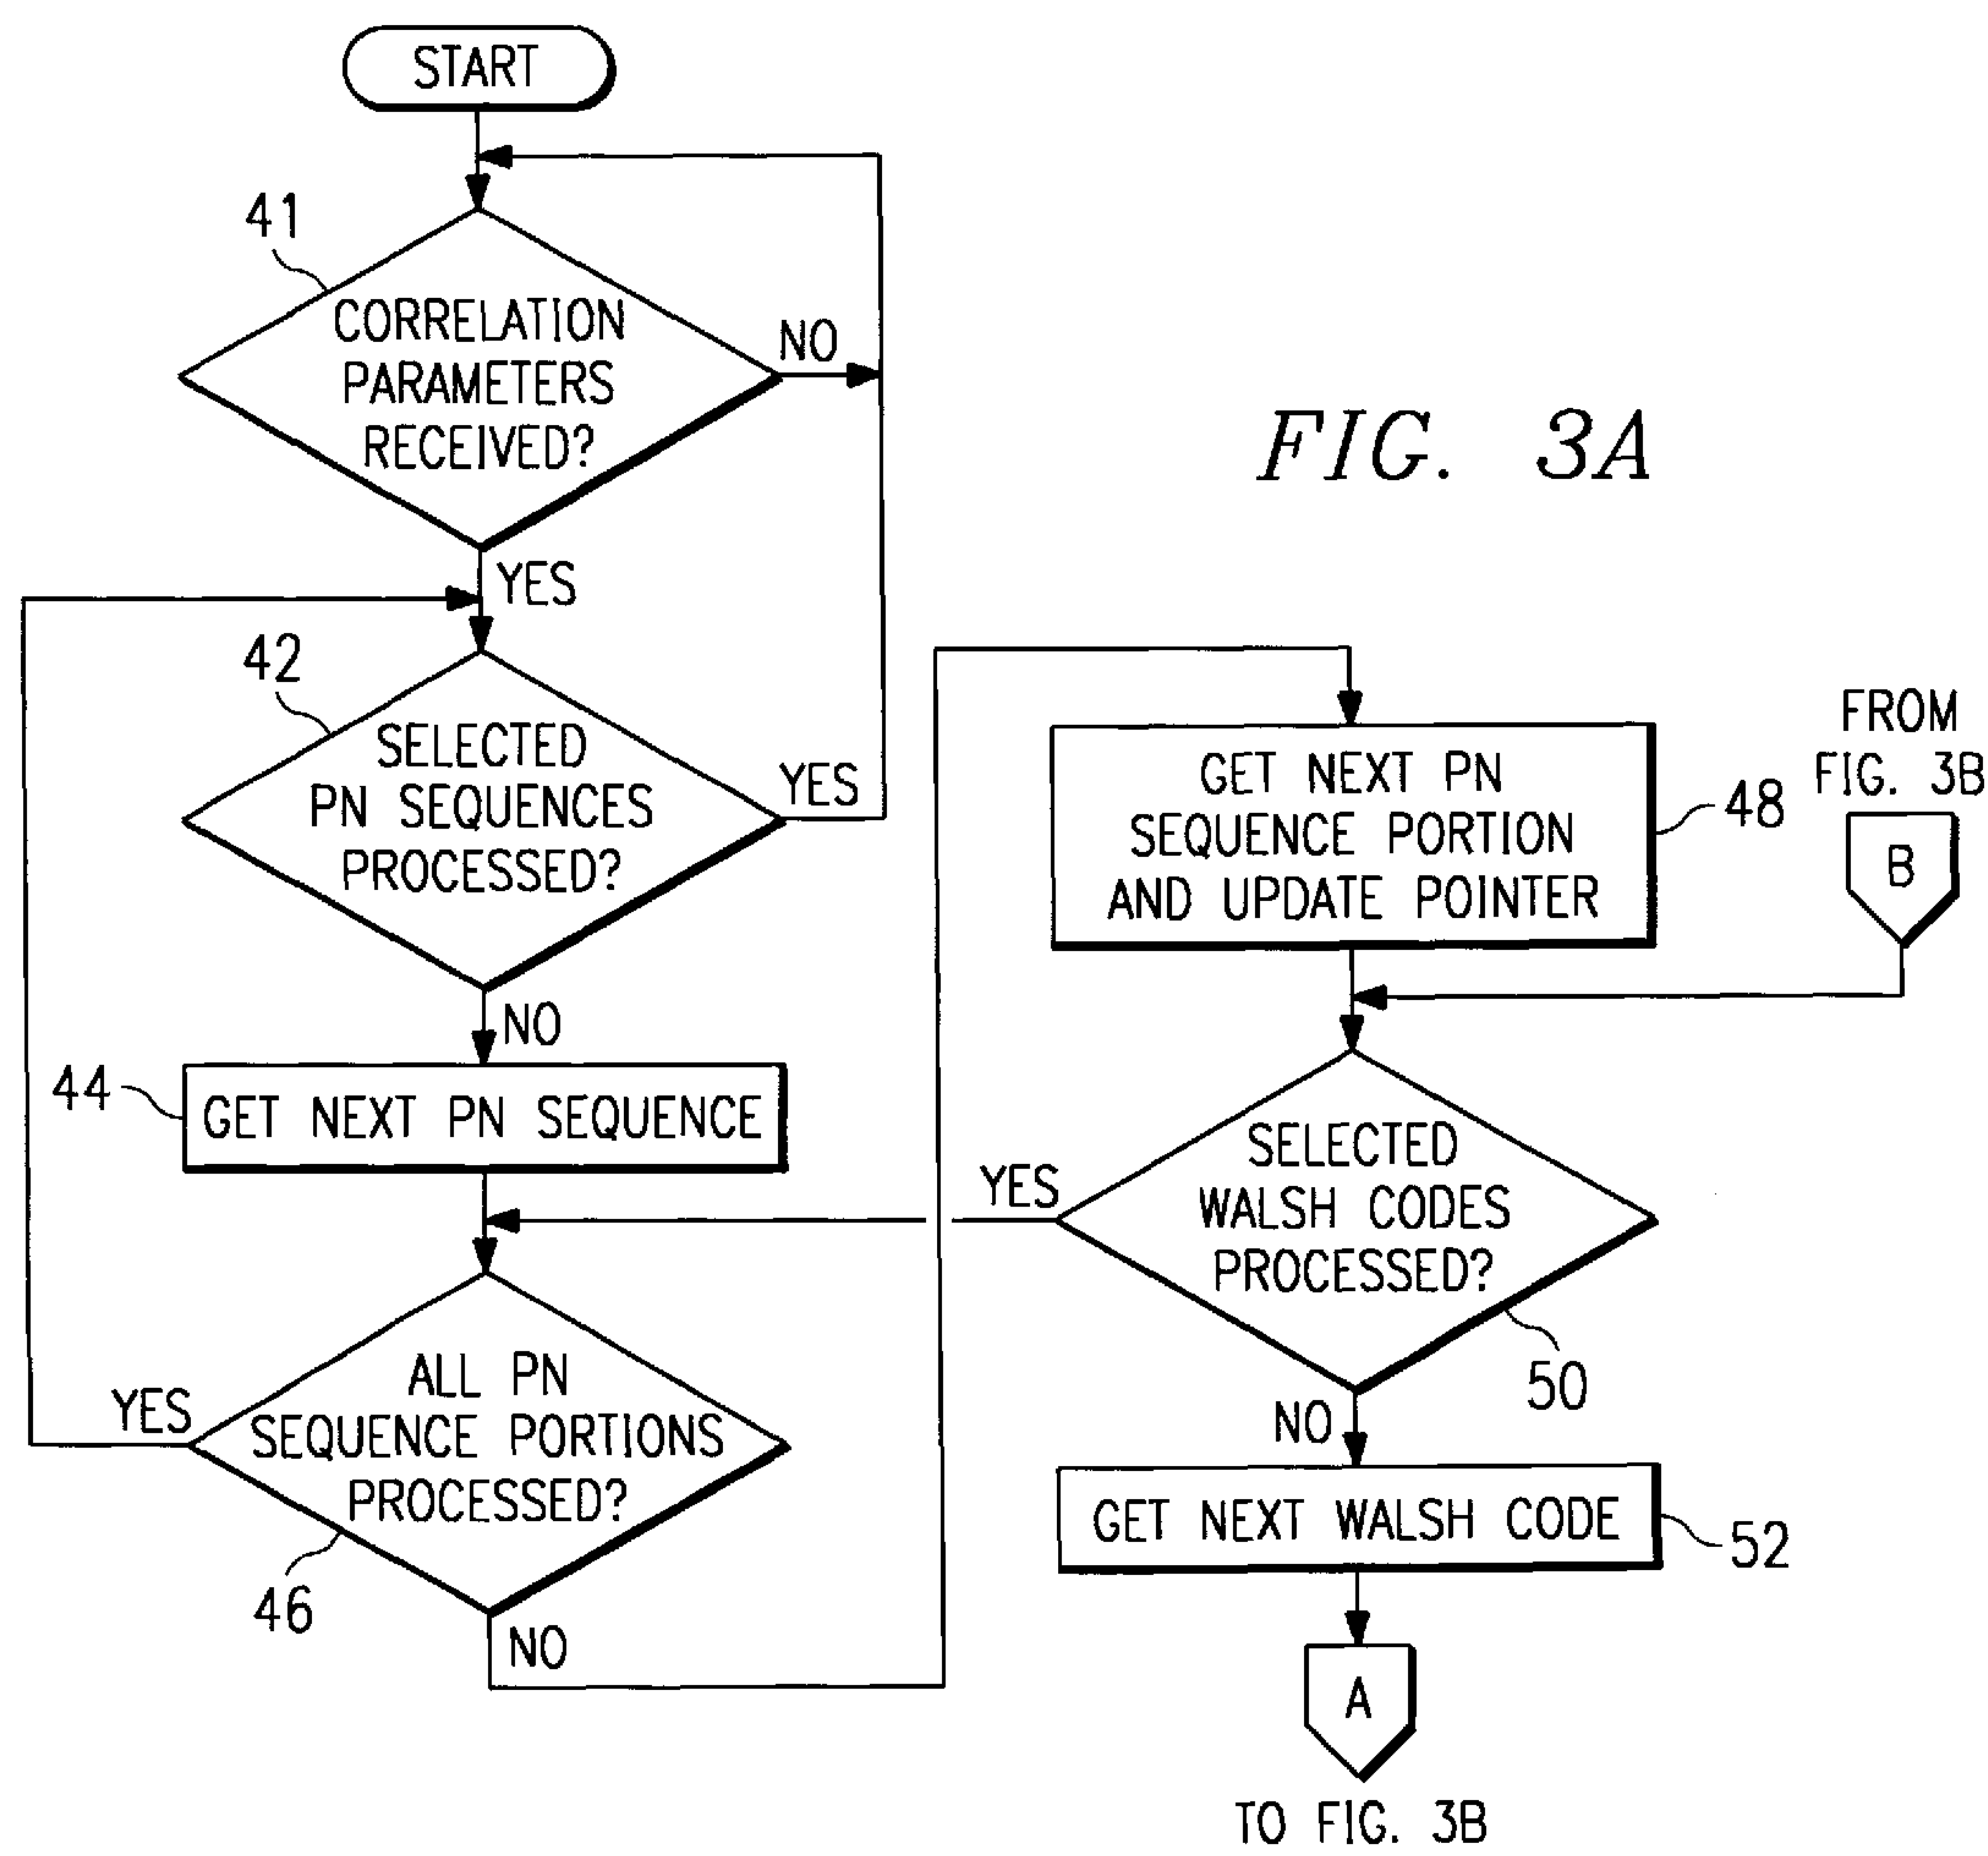 START
41
CORRELATION
PARAMETERS
RECEIVED?
NO
YES
42
SELECTED
PN SEQUENCES
PROCESSED?
YES
NO
44
GET NEXT PN SEQUENCE
ALL PN
SEQUENCE PORTIONS
PROCESSED?
YES
46
NO
FIG. 3A
GET NEXT PN
SEQUENCE PORTION
AND UPDATE POINTER
48
FROM
FIG. 3B
B
SELECTED
WALSH CODES
PROCESSED?
YES
50
NO
GET NEXT WALSH CODE
52
A
TO FIG. 3B